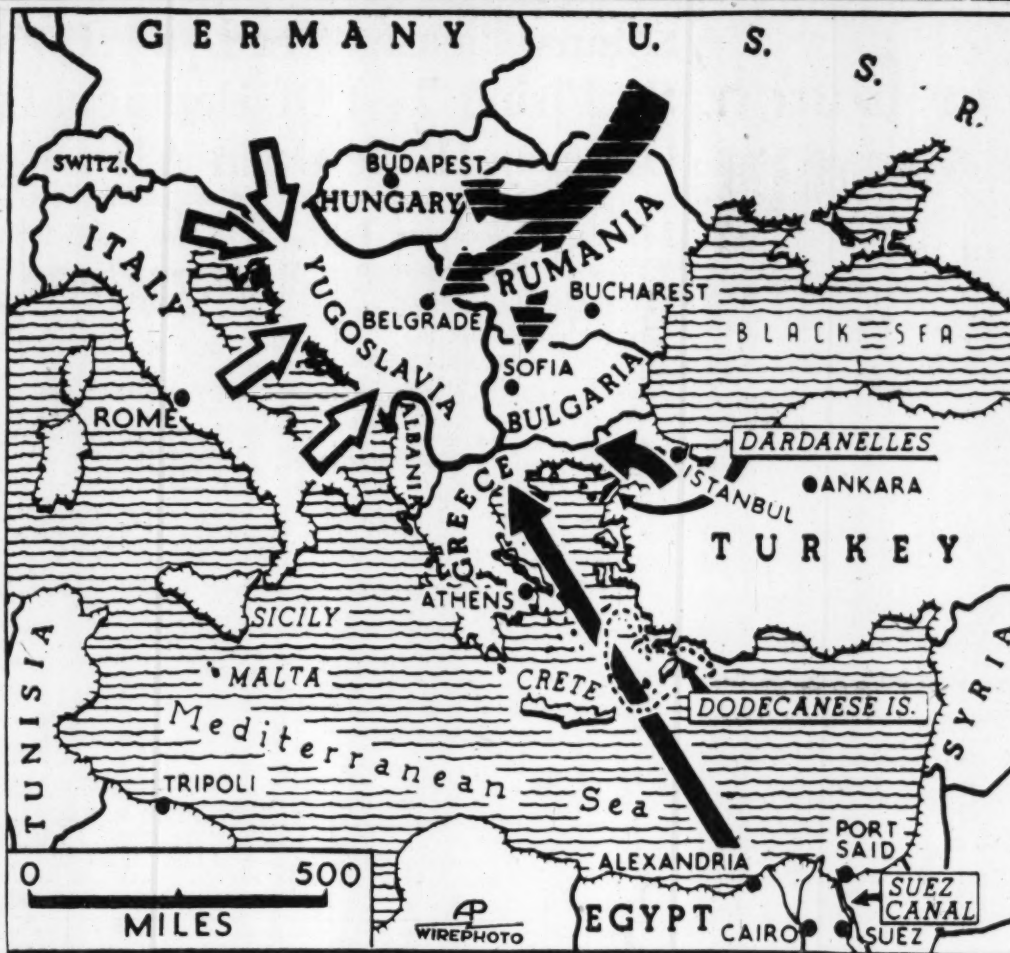 GERMANY
U. S. S. R.
SWITZ.
BUDAPEST
HUNGARY
ITALY
YUGOSLAVIA
RUMANIA
BUCHAREST
BELGRADE
BLACK SEA
SOFIA
BULGARIA
ROME
ALBANIA
DARDANELLES
ISTANBUL
ANKARA
GREECE
TURKEY
ATHENS
SICILY
TUNISIA
MALTA
CRETE
DODECANESE IS.
SYRIA
Mediterranean Sea
TRIPOLI
PORT
SAID
ALEXANDRIA
0 500
MILES
AP
WIREPHOTO
EGYPT
CAIRO
SUEZ
CANAL
SUEZ